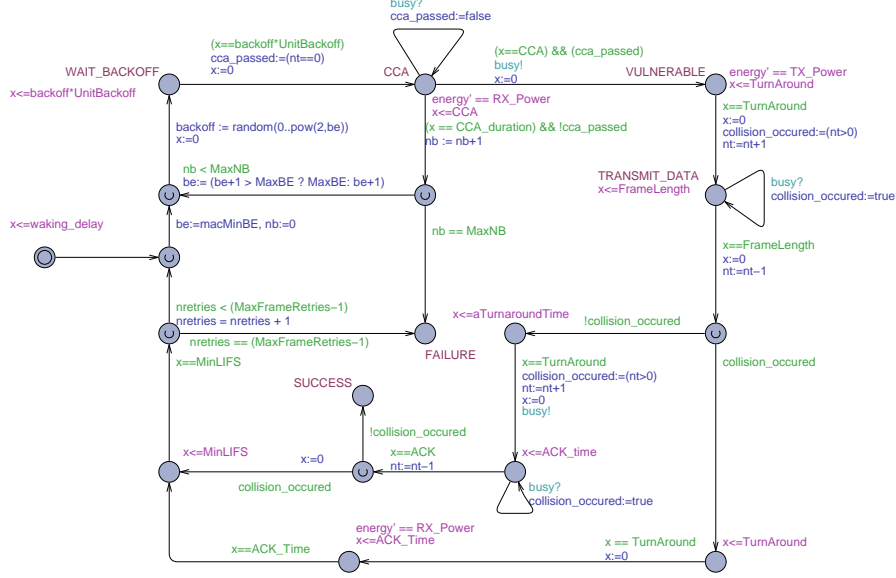 busy?
cca_passed:=false
(x==backoff*UnitBackoff)
cca_passed:=(nt==0)
x:=0
(x==CCA) && (cca_passed)
busy!
x:=0
WAIT_BACKOFF
CCA
VULNERABLE
energy' == TX_Power
x<=TurnAround
x<=backoff*UnitBackoff
energy' == RX_Power
x<=CCA
x==TurnAround
x:=0
collision_occured:=(nt>0)
nt:=nt+1
backoff := random(0..pow(2,be))
x:=0
(x == CCA_duration) && !cca_passed
nb := nb+1
nb < MaxNB
be:= (be+1 > MaxBE ? MaxBE: be+1)
TRANSMIT_DATA
x<=FrameLength
busy?
collision_occured:=true
x<=waking_delay
be:=macMinBE, nb:=0
nb == MaxNB
x==FrameLength
x:=0
nt:=nt−1
nretries < (MaxFrameRetries−1)
nretries = nretries + 1
nretries == (MaxFrameRetries−1)
x<=aTurnaroundTime
!collision_occured
FAILURE
x==MinLIFS
x==TurnAround
collision_occured:=(nt>0)
nt:=nt+1
x:=0
busy!
collision_occured
SUCCESS
!collision_occured
x<=MinLIFS
x:=0
collision_occured
x==ACK
nt:=nt−1
x<=ACK_time
busy?
collision_occured:=true
energy' == RX_Power
x<=ACK_Time
x==ACK_Time
x == TurnAround
x:=0
x<=TurnAround